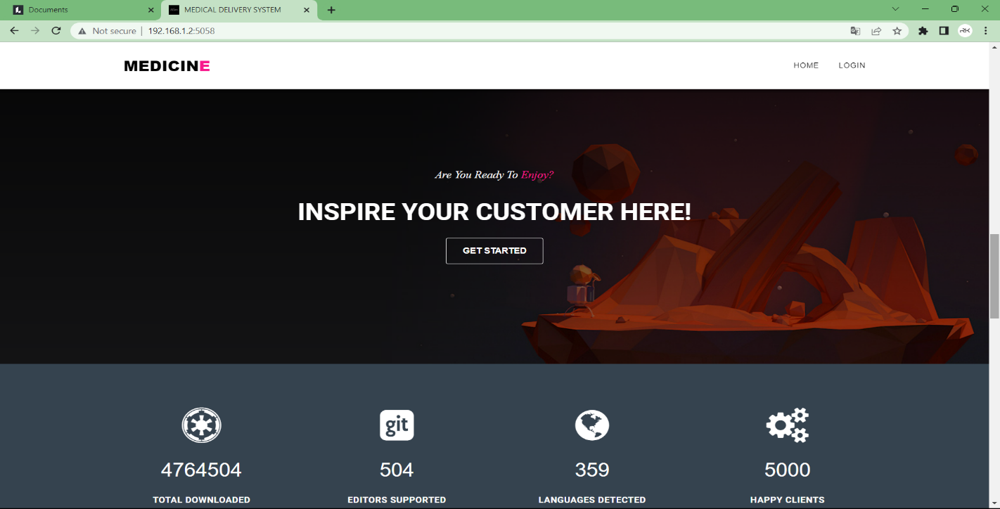 Documents
MEDICAL DELIVERY SYSTEM
Not secure | 192.168.1.2:5058
MEDICINE
HOME LOGIN
Are You Ready To Enjoy?
INSPIRE YOUR CUSTOMER HERE!
GET STARTED
git
4764504 504 359 5000
TOTAL DOWNLOADED EDITORS SUPPORTED LANGUAGES DETECTED HAPPY CLIENTS